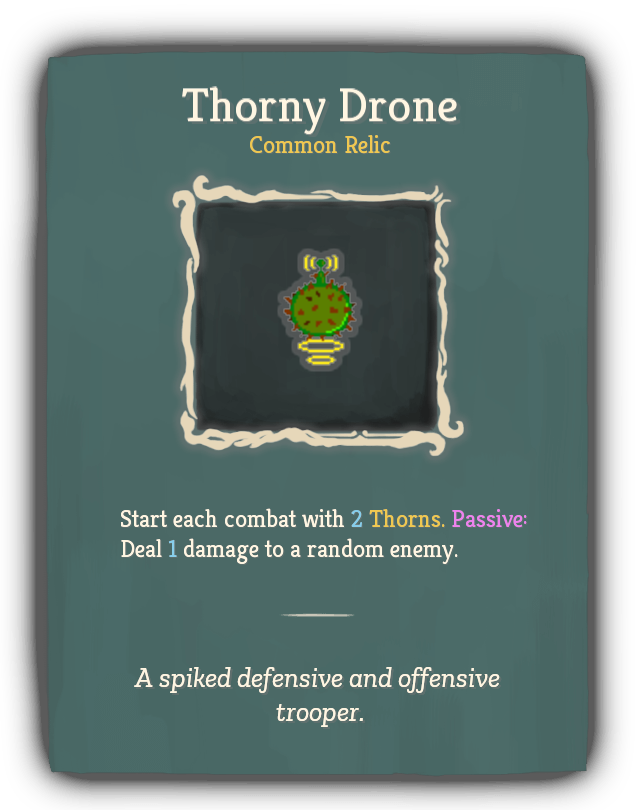 Thorny Drone
Common Relic
Start each combat with 2 Thorns. Passive:
Deal 1 damage to a random enemy.
A spiked defensive and offensive
trooper.